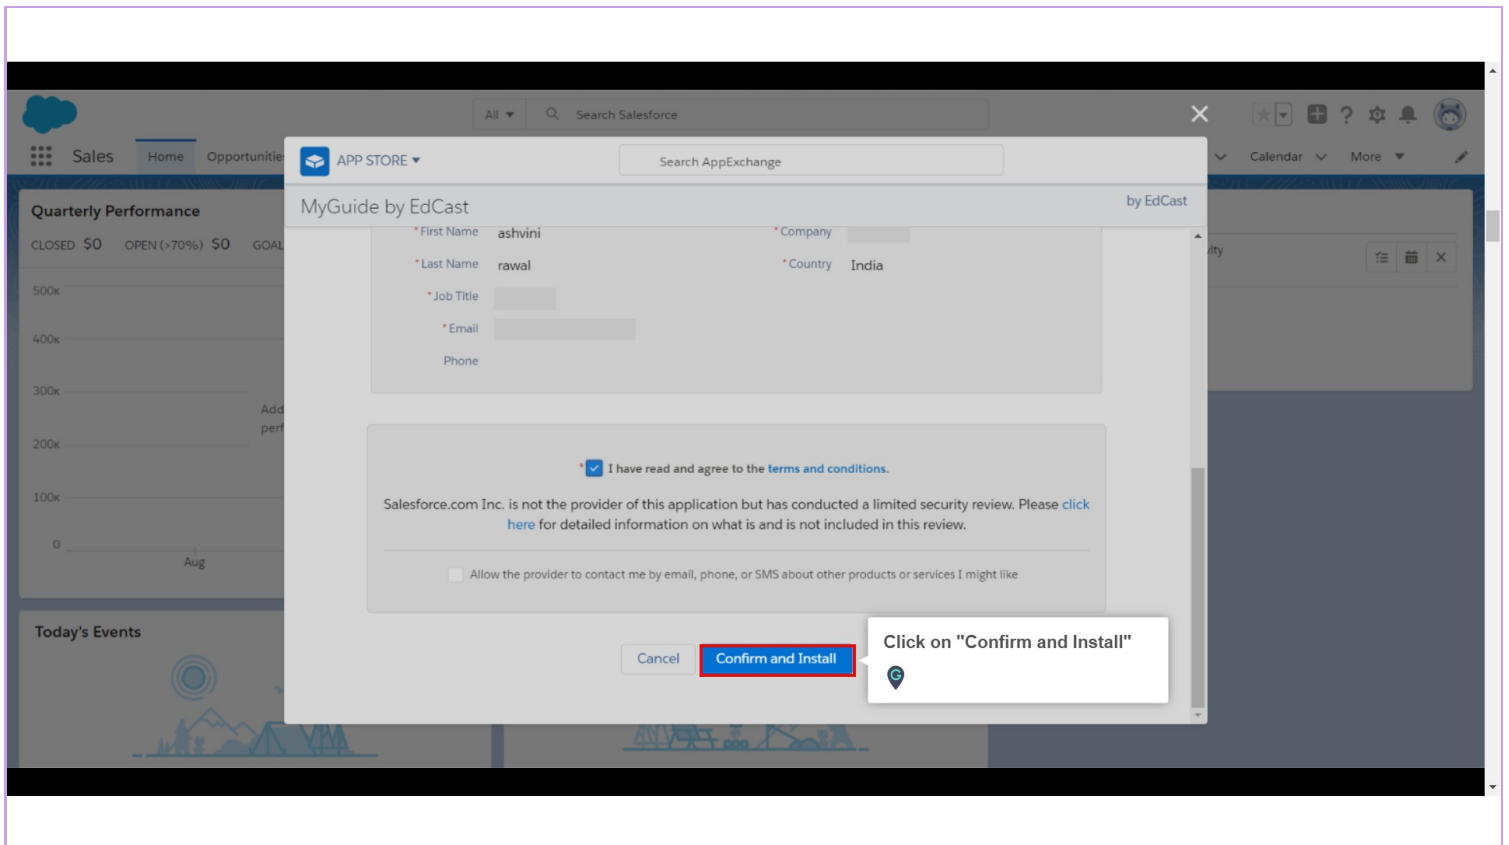 All
Search Salesforce
Sales
Home
Opportunitie
Calendar
More
APP STORE
Search AppExchange
MyGuide by EdCast
by EdCast
Quarterly Performance
CLOSED $0 OPEN (>70%) $0 GOAL
500K
400K
300K
200K
100K
0
Aug
Add
perf
vity
* First Name ashvini
* Company
* Last Name rawal
* Country India
* Job Title
* Email
Phone
* I have read and agree to the terms and conditions.
Salesforce.com Inc. is not the provider of this application but has conducted a limited security review. Please click
here for detailed information on what is and is not included in this review.
Allow the provider to contact me by email, phone, or SMS about other products or services I might like
Cancel
Confirm and Install
Click on "Confirm and Install"
G
Today's Events